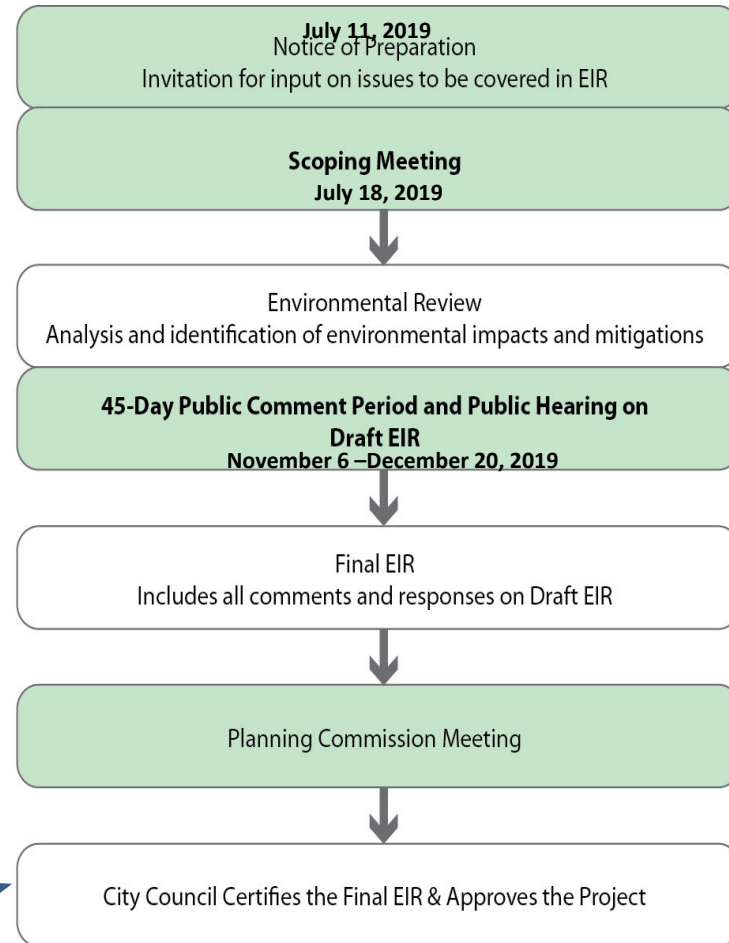 July 11, 2019
Notice of Preparation
Invitation for input on issues to be covered in EIR
Scoping Meeting
July 18, 2019
Environmental Review
Analysis and identification of environmental impacts and mitigations
45-Day Public Comment Period and Public Hearing on
Draft EIR
November 6 –December 20, 2019
Final EIR
Includes all comments and responses on Draft EIR
Planning Commission Meeting
City Council Certifies the Final EIR & Approves the Project